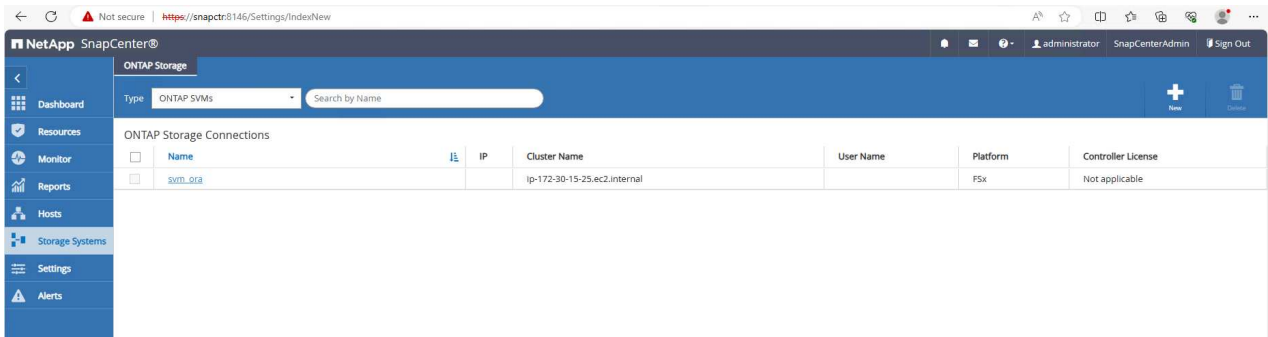 Not secure | https://snapctr:8146/Settings/IndexNew
NetApp SnapCenter®
administrator SnapCenterAdmin Sign Out
ONTAP Storage
Type ONTAP SVMs Search by Name New Delete
Dashboard
Resources
Monitor
Reports
Hosts
Storage Systems
Settings
Alerts
ONTAP Storage Connections
Name IP Cluster Name User Name Platform Controller License
svm_ora ip-172-30-15-25.ec2.internal FSx Not applicable